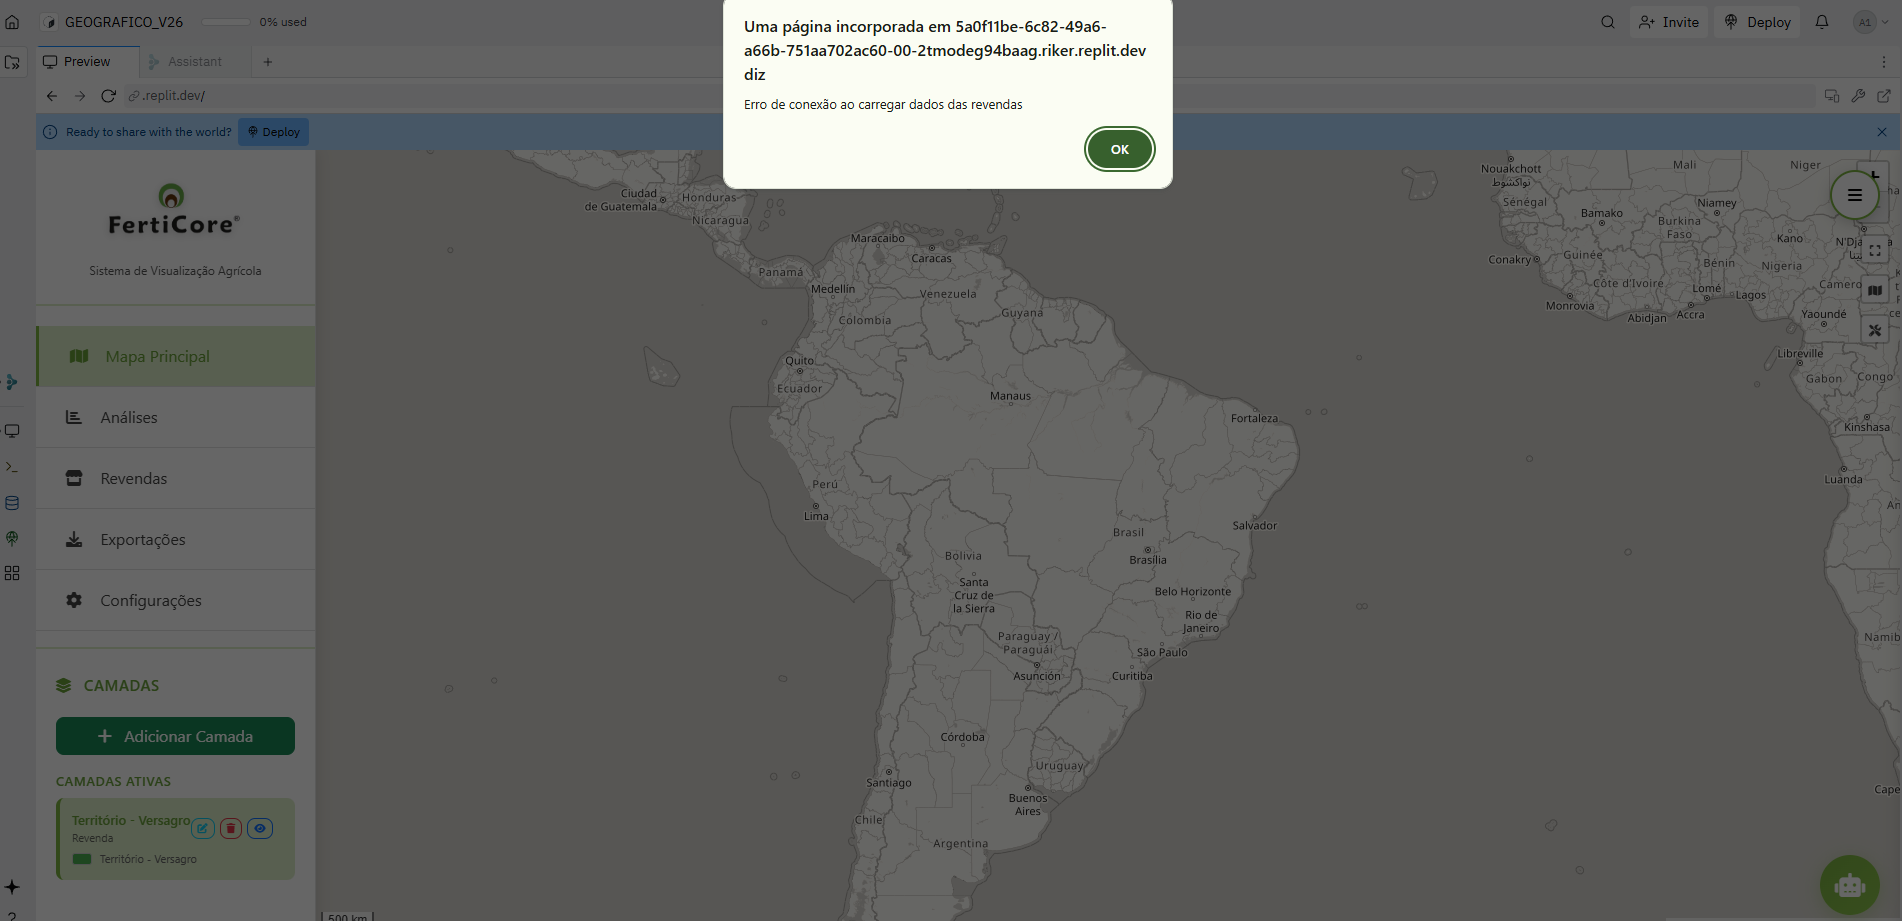 GEOGRAFICO_V26
0% used
Invite
Deploy
A1
Preview
Assistant
.replit.dev/
Ready to share with the world?
Deploy
Uma página incorporada em 5a0f11be-6c82-49a6-
a66b-751aa702ac60-00-2tmodeg94baag.riker.replit.dev
diz
Erro de conexão ao carregar dados das revendas
OK
FertiCore®
Sistema de Visualização Agrícola
Mapa Principal
Análises
Revendas
Exportações
Configurações
CAMADAS
Adicionar Camada
CAMADAS ATIVAS
Território - Versagro
Revenda
Território - Versagro
Ciudad
de Guatemala
Honduras
Nicaragua
Panamá
Maracaibo
Caracas
Medellín
Venezuela
Colombia
Guyana
Quito
Ecuador
Manaus
Fortaleza
Perú
Lima
Salvador
Brasil
Brasília
Bolivia
Santa
Cruz de
la Sierra
Belo Horizonte
Rio de
Janeiro
Paraguay /
Paraguái
Asunción
São Paulo
Curitiba
Córdoba
Uruguay
Santiago
Buenos
Aires
Chile
Argentina
Nouakchott
نواكشوط
Mali
Niger
Sénégal
Bamako
Niamey
Burkina
Faso
Kano
N'Dja
Conakry
Guinée
Bénin
Nigeria
Côte d'Ivoire
Lomé
Lagos
Camero
Monrovia
Abidjan
Accra
Yaoundé
Libreville
Gabon
Congo
Kinshasa
Luanda
An
Namib
Cape
500 km